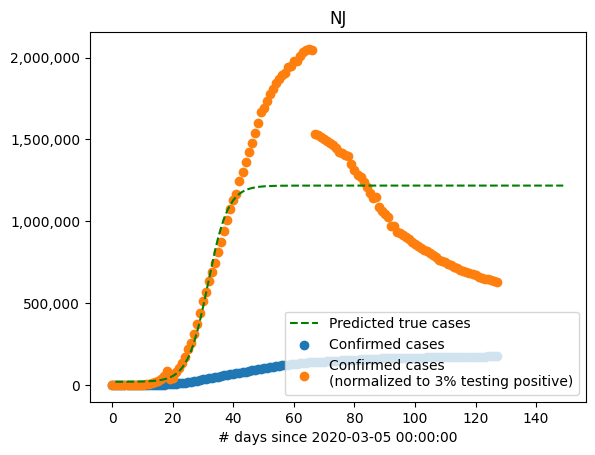 NJ
2,000,000
1,500,000
1,000,000
500,000
0
Predicted true cases
Confirmed cases
Confirmed cases
(normalized to 3% testing positive)
0 20 40 60 80 100 120 140
# days since 2020-03-05 00:00:00